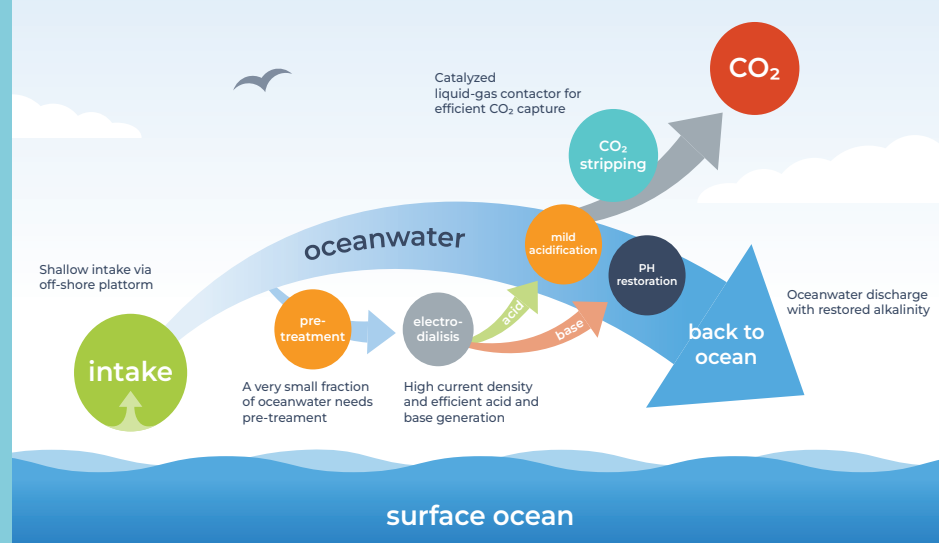 CO₂
Catalyzed
liquid-gas contactor for
efficient CO₂ capture
CO₂
stripping
oceanwater
mild
acidification
PH
restoration
Shallow intake via
off-shore plattorm
Oceanwater discharge
with restored alkalinity
pre-
treatment
electro-
dialisis
acid
base
back to
ocean
intake
A very small fraction
of oceanwater needs
pre-treament
High current density
and efficient acid and
base generation
surface ocean